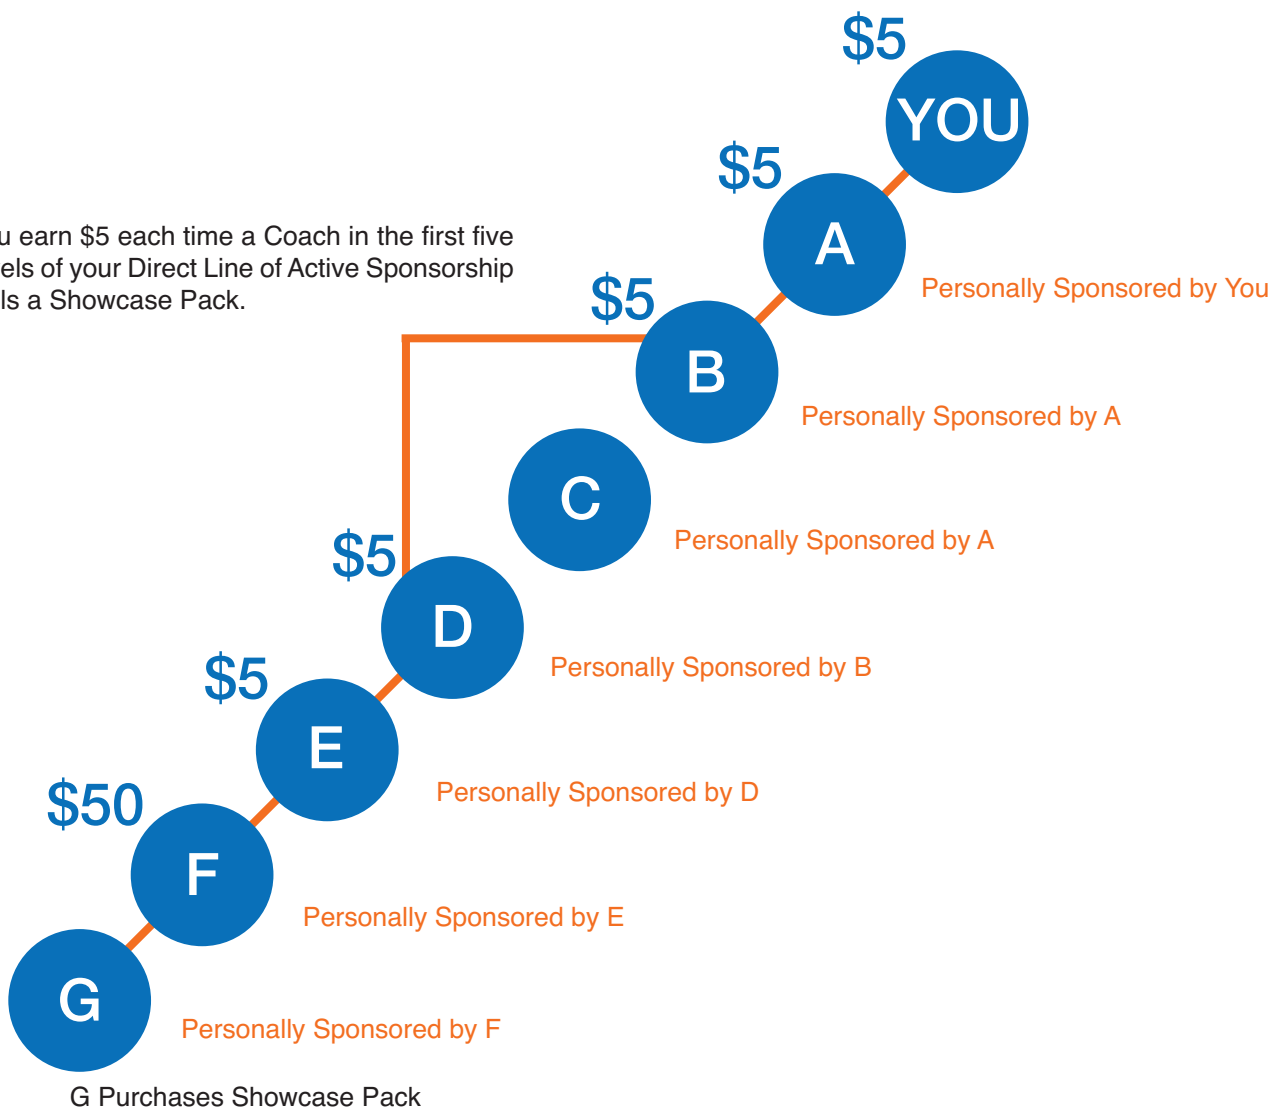 $5
YOU
$5
A
u earn $5 each time a Coach in the first five
els of your Direct Line of Active Sponsorship
ls a Showcase Pack.
Personally Sponsored by You
$5
B
Personally Sponsored by A
C
Personally Sponsored by A
$5
D
Personally Sponsored by B
$5
E
Personally Sponsored by D
$50
F
Personally Sponsored by E
G
Personally Sponsored by F
G Purchases Showcase Pack